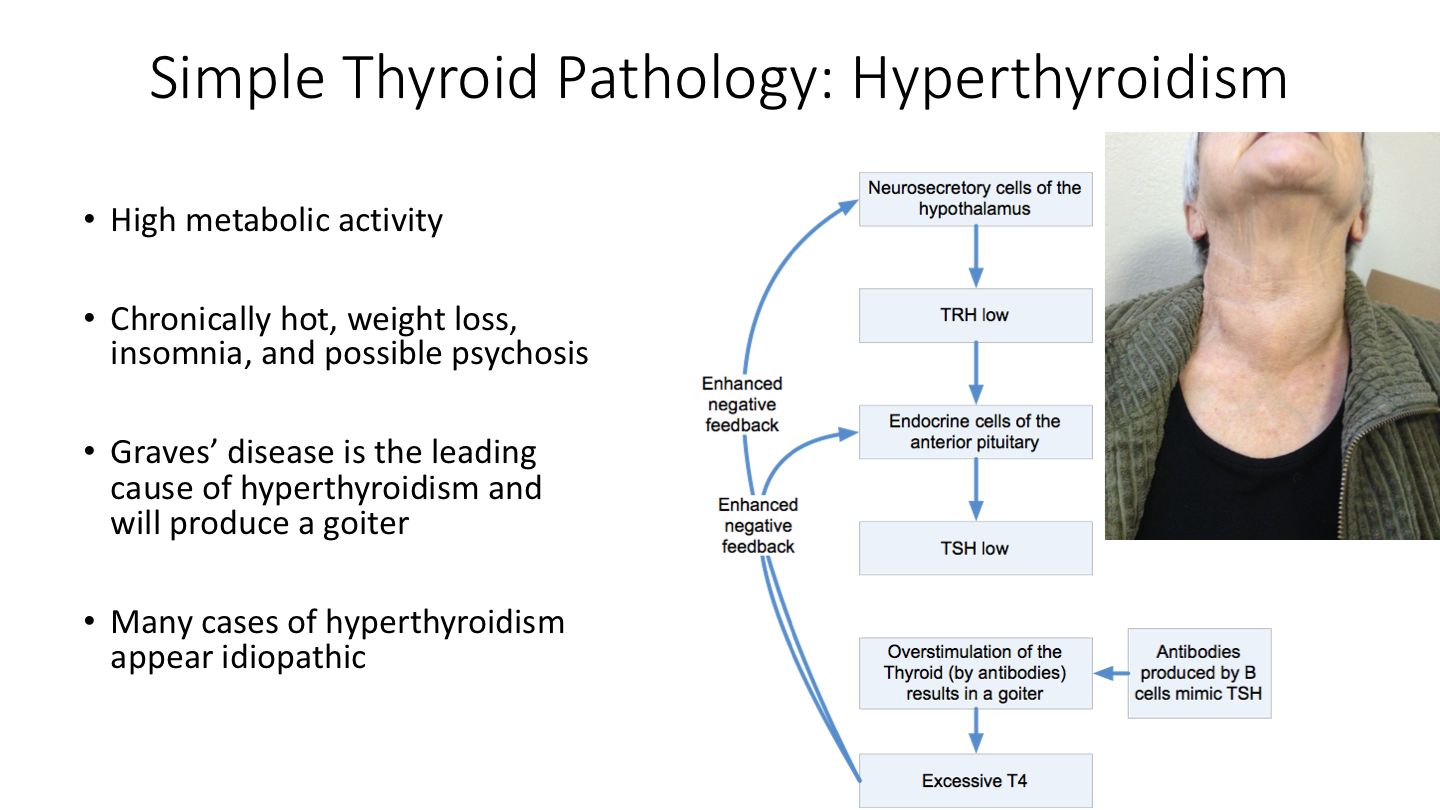 Simple Thyroid Pathology: Hyperthyroidism
• High metabolic activity
• Chronically hot, weight loss,
insomnia, and possible psychosis
• Graves’ disease is the leading
cause of hyperthyroidism and
will produce a goiter
• Many cases of hyperthyroidism
appear idiopathic
Neurosecretory cells of the
hypothalamus
TRH low
Enhanced
negative
feedback
Endocrine cells of the
anterior pituitary
Enhanced
negative
feedback
TSH low
Overstimulation of the
Thyroid (by antibodies)
results in a goiter
Antibodies
produced by B
cells mimic TSH
Excessive T4